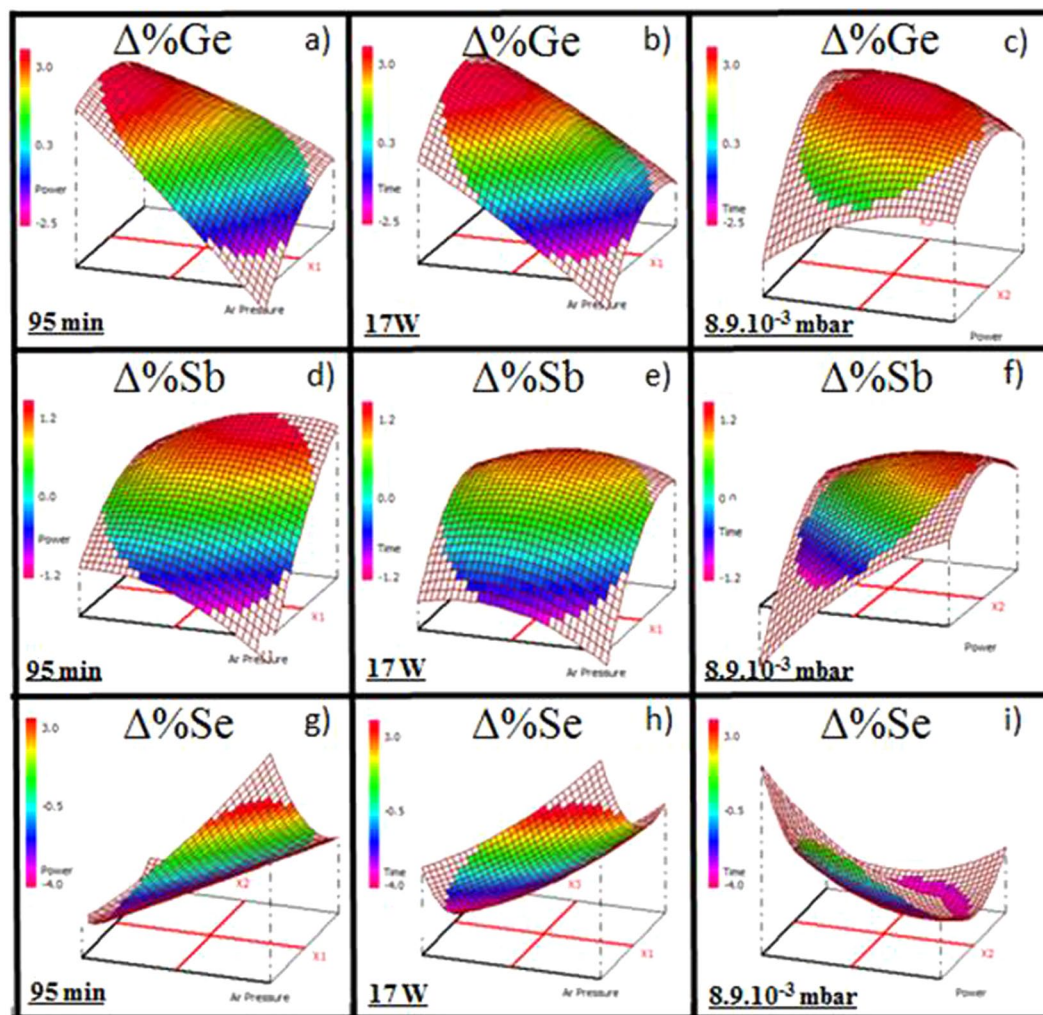 Δ%Ge a)
3.0
0.3
Power
-2.5
X1
Ar Pressure
95 min
Δ%Ge b)
3.0
0.3
Time
-2.5
X1
Ar Pressure
17W
Δ%Ge c)
3.0
0.3
Time
-2.5
X3
X2
Power
8.9.10-3 mbar
Δ%Sb d)
1.2
0.0
Power
-1.2
X1
Ar Pressure
95 min
Δ%Sb e)
1.2
0.0
Time
-1.2
X1
Ar Pressure
17 W
Δ%Sb f)
1.2
0.0
Time
-1.2
X2
Power
8.9.10-3 mbar
Δ%Se g)
3.0
-0.5
Power
-4.0
X2
X1
Ar Pressure
95 min
Δ%Se h)
3.0
-0.5
Time
-4.0
X3
X1
Ar Pressure
17 W
Δ%Se i)
3.0
-0.5
Time
-4.0
X2
Power
8.9.10-3 mbar